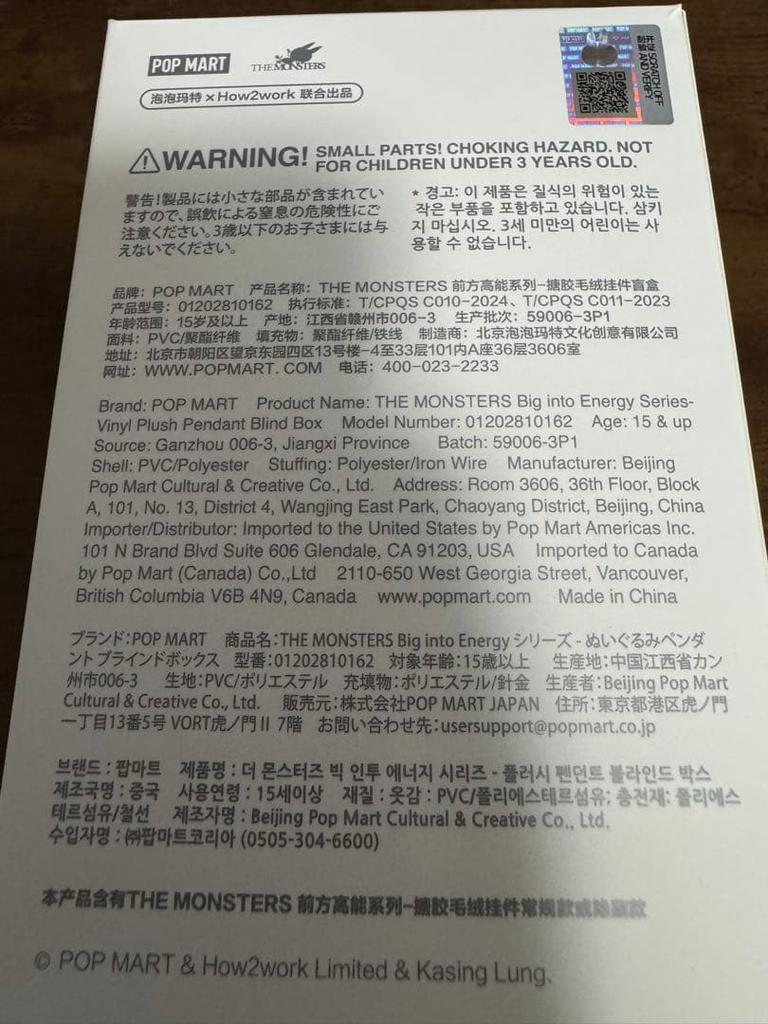 POP MART
THE MONSTERS
泡泡玛特×How2work 联合出品
刮开涂层 验真伪
SCRATCH OFF AND VERIFY
WARNING! SMALL PARTS! CHOKING HAZARD. NOT
FOR CHILDREN UNDER 3 YEARS OLD.
警告!製品には小さな部品が含まれてい
ますので、誤飲による窒息の危険性にご
注意ください。3歳以下のお子さまには与
えないでください。
* 경고: 이 제품은 질식의 위험이 있는
작은 부품을 포함하고 있습니다. 삼키
지 마십시오. 3세 미만의 어린이는 사
용할 수 없습니다.
品牌: POP MART 产品名称: THE MONSTERS 前方高能系列-搪胶毛绒挂件盲盒
产品型号: 01202810162 执行标准: T/CPQS C010-2024、T/CPQS C011-2023
年龄范围: 15岁及以上 产地: 江西省赣州市006-3 生产批次: 59006-3P1
面料: PVC/聚酯纤维 填充物: 聚酯纤维/铁线 制造商: 北京泡泡玛特文化创意有限公司
地址: 北京市朝阳区望京东园四区13号楼-4至33层101内A座36层3606室
网址: WWW.POPMART. COM 电话: 400-023-2233
Brand: POP MART Product Name: THE MONSTERS Big into Energy Series-
Vinyl Plush Pendant Blind Box Model Number: 01202810162 Age: 15 & up
Source: Ganzhou 006-3, Jiangxi Province Batch: 59006-3P1
Shell: PVC/Polyester Stuffing: Polyester/Iron Wire Manufacturer: Beijing
Pop Mart Cultural & Creative Co., Ltd. Address: Room 3606, 36th Floor, Block
A, 101, No. 13, District 4, Wangjing East Park, Chaoyang District, Beijing, China
Importer/Distributor: Imported to the United States by Pop Mart Americas Inc.
101 N Brand Blvd Suite 606 Glendale, CA 91203, USA Imported to Canada
by Pop Mart (Canada) Co.,Ltd 2110-650 West Georgia Street, Vancouver,
British Columbia V6B 4N9, Canada www.popmart.com Made in China
ブランド:POP MART 商品名:THE MONSTERS Big into Energy シリーズ - ぬいぐるみペンダ
ント ブラインドボックス 型番:01202810162 対象年齢:15歳以上 生産地:中国江西省カン
州市006-3 生地:PVC/ポリエステル 充填物:ポリエステル/針金 生産者:Beijing Pop Mart
Cultural & Creative Co., Ltd. 販売元:株式会社POP MART JAPAN 住所:東京都港区虎ノ門
一丁目13番5号 VORT虎ノ門 II 7階 お問い合わせ先:usersupport@popmart.co.jp
브랜드 : 팝마트 제품명 : 더 몬스터즈 빅 인투 에너지 시리즈 - 플러시 펜던트 블라인드 박스
제조국명 : 중국 사용연령 : 15세이상 재질 : 옷감 : PVC/폴리에스테르섬유; 충전재: 폴리에스
테르섬유/철선 제조자명 : Beijing Pop Mart Cultural & Creative Co., Ltd.
수입자명 : ㈜팝마트코리아 (0505-304-6600)
本产品含有THE MONSTERS 前方高能系列-搪胶毛绒挂件常规款或隐藏款
© POP MART & How2work Limited & Kasing Lung.